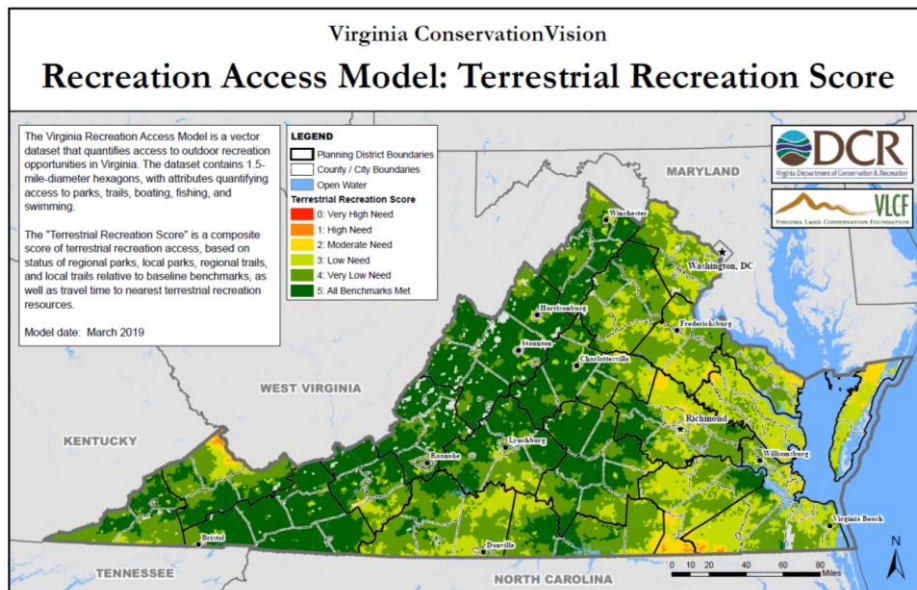 Virginia ConservationVision
Recreation Access Model: Terrestrial Recreation Score
The Virginia Recreation Access Model is a vector
dataset that quantifies access to outdoor recreation
opportunities in Virginia. The dataset contains 1.5-
mile-diameter hexagons, with attributes quantifying
access to parks, trails, boating, fishing, and
swimming.
The "Terrestrial Recreation Score" is a composite
score of terrestrial recreation access, based on
status of regional parks, local parks, regional trails,
and local trails relative to baseline benchmarks, as
well as travel time to nearest terrestrial recreation
resources.
Model date: March 2019
LEGEND
Planning District Boundaries
County / City Boundaries
Open Water
Terrestrial Recreation Score
0: Very High Need
1: High Need
2: Moderate Need
3: Low Need
4: Very Low Need
5: All Benchmarks Met
DCR
Virginia Department of Conservation & Recreation
VLCF
VIRGINIA LAND CONSERVATION FOUNDATION
MARYLAND
Winchester
Washington, DC
Harrisonburg
Fredericksburg
Staunton
Charlottesville
WEST VIRGINIA
Richmond
KENTUCKY
Lynchburg
Roanoke
Williamsburg
Virginia Beach
Bristol
Danville
TENNESSEE
NORTH CAROLINA
0 10 20 40 60 80
Miles
N